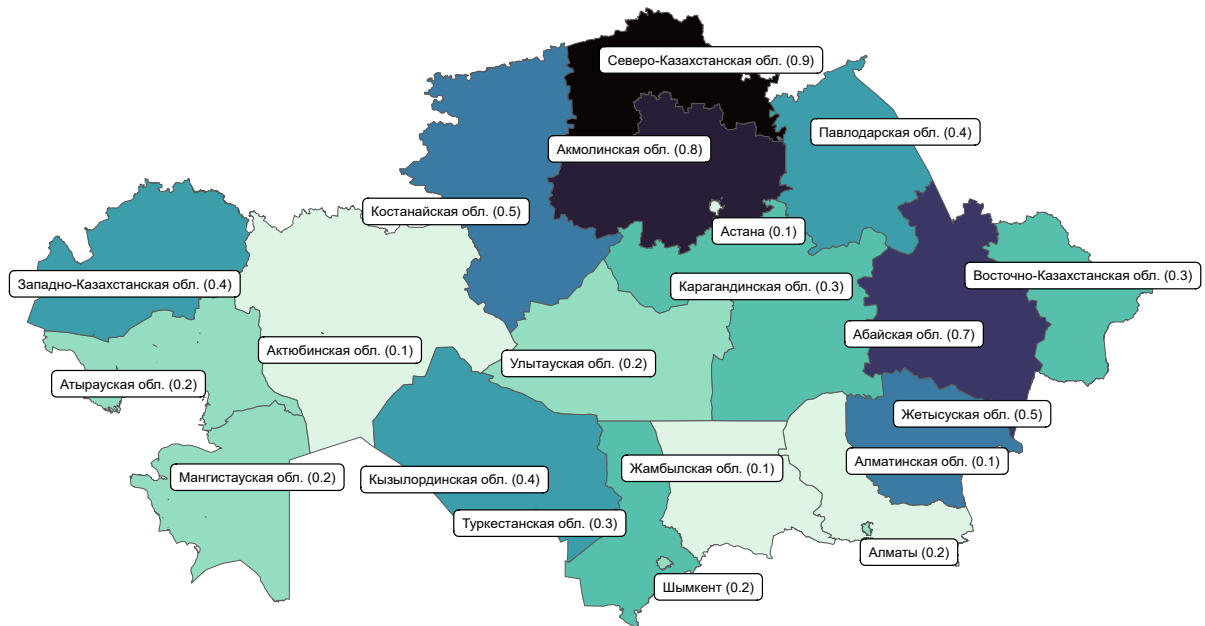 Северо-Казахстанская обл. (0.9)
Павлодарская обл. (0.4)
Акмолинская обл. (0.8)
Костанайская обл. (0.5)
Астана (0.1)
Западно-Казахстанская обл. (0.4)
Карагандинская обл. (0.3)
Восточно-Казахстанская обл. (0.3)
Абайская обл. (0.7)
Актюбинская обл. (0.1)
Улытауская обл. (0.2)
Атырауская обл. (0.2)
Жетысуская обл. (0.5)
Мангистауская обл. (0.2)
Кызылординская обл. (0.4)
Жамбылская обл. (0.1)
Алматинская обл. (0.1)
Туркестанская обл. (0.3)
Алматы (0.2)
Шымкент (0.2)